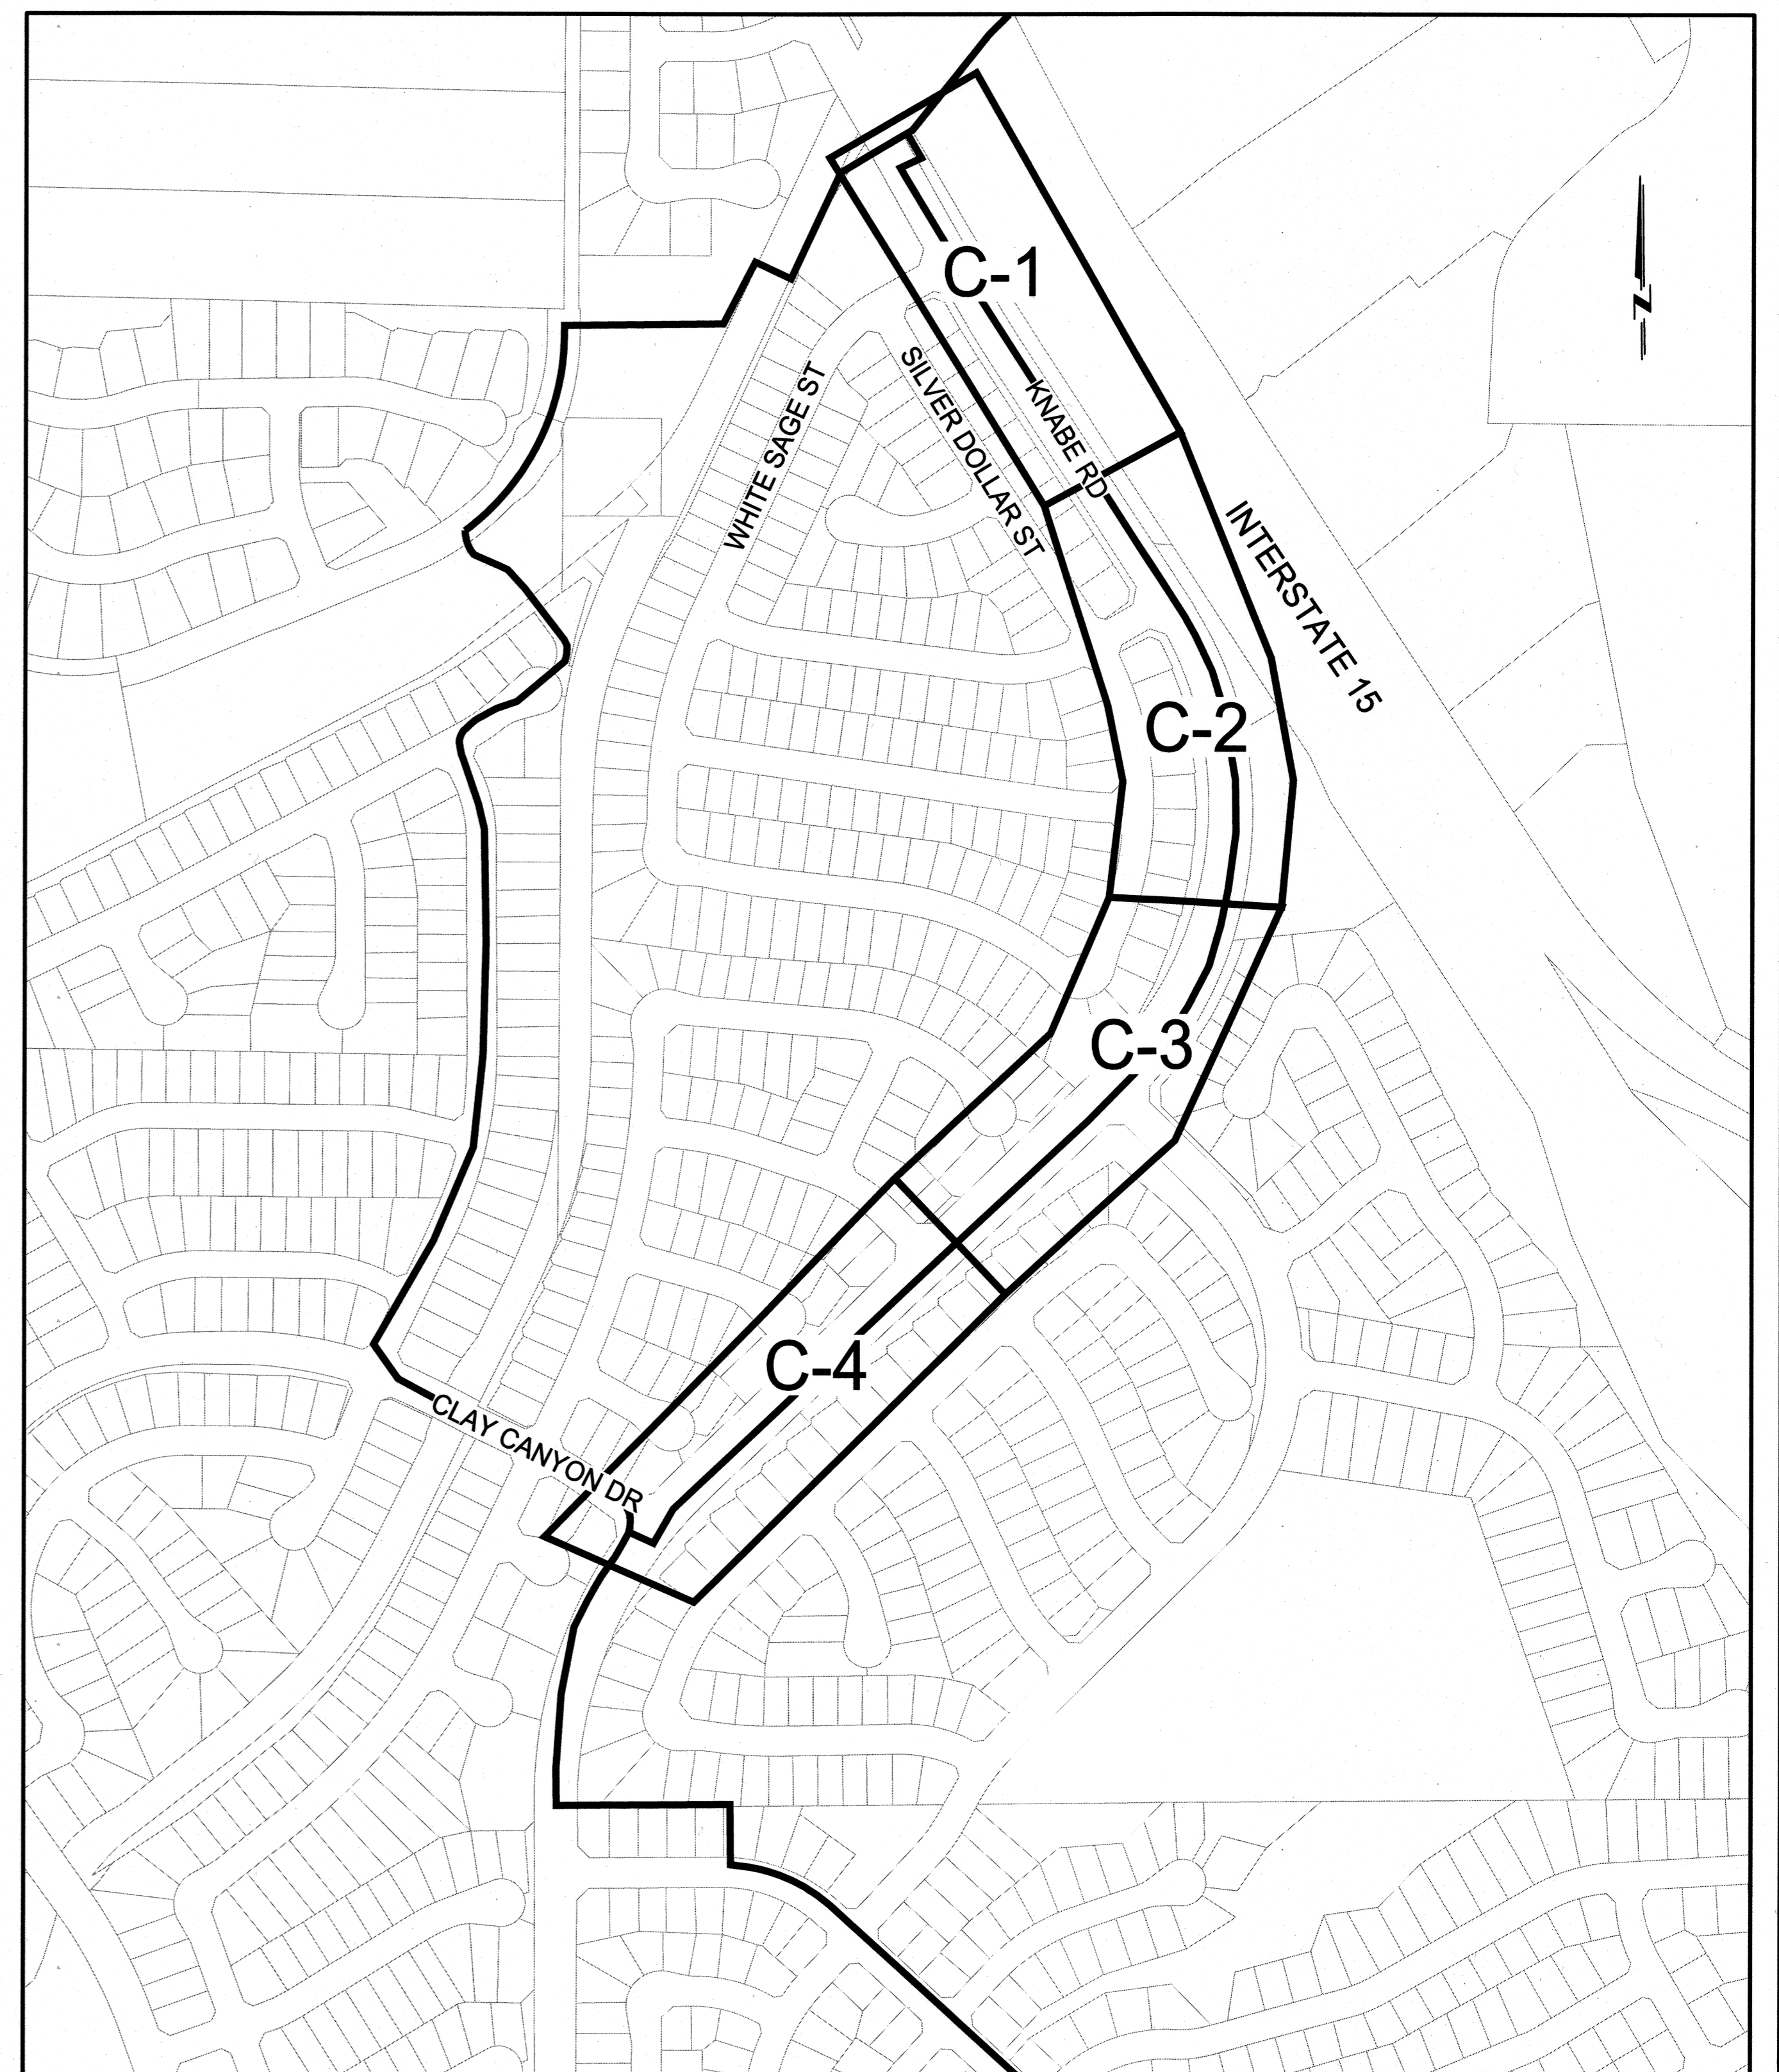 C-1
WHITE SAGE ST
SILVER DOLLAR ST
KNABE RD
INTERSTATE 15
C-2
C-3
C-4
CLAY CANYON DR
N